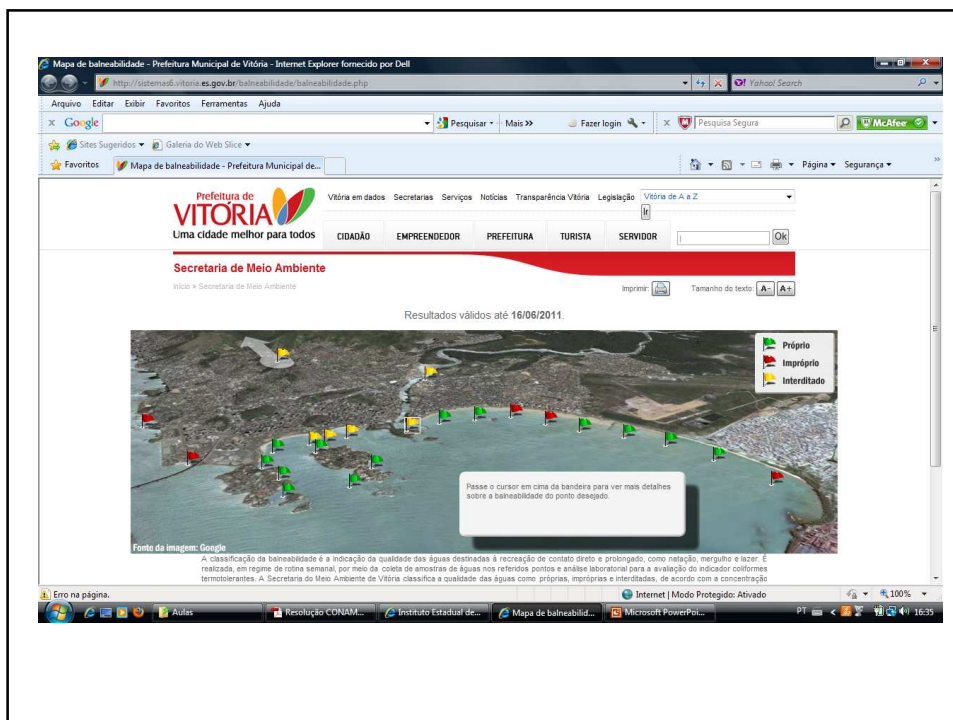 Mapa de balneabilidade - Prefeitura Municipal de Vitória - Internet Explorer fornecido por Dell
http://sistemas6.vitoria.es.gov.br/balneabilidade/balneabilidade.php
Yahoo! Search
Arquivo Editar Exibir Favoritos Ferramentas Ajuda
x Google Pesquisar Mais >> Fazer login x Pesquisa Segura McAfee
Sites Sugeridos Galeria do Web Slice
Favoritos Mapa de balneabilidade - Prefeitura Municipal de... Página Segurança
Prefeitura de
VITÓRIA
Uma cidade melhor para todos
Vitória em dados Secretarias Serviços Notícias Transparência Vitória Legislação Vitória de A a Z
Ir
CIDADÃO EMPREENDEDOR PREFEITURA TURISTA SERVIDOR Ok
Secretaria de Meio Ambiente
Início » Secretaria de Meio Ambiente Imprimir: Tamanho do texto: A- A+
Resultados válidos até 16/06/2011.
Próprio
Impróprio
Interditado
Passe o cursor em cima da bandeira para ver mais detalhes
sobre a balneabilidade do ponto desejado.
Fonte da imagem: Google
A classificação da balneabilidade é a indicação da qualidade das águas destinadas à recreação de contato direto e prolongado, como natação, mergulho e lazer. É
realizada, em regime de rotina semanal, por meio da coleta de amostras de águas nos referidos pontos e análise laboratorial para a avaliação do indicador coliformes
termotolerantes. A Secretaria do Meio Ambiente de Vitória classifica a qualidade das águas como próprias, impróprias e interditadas, de acordo com a concentração
Erro na página. Internet | Modo Protegido: Ativado 100%
Aulas Resolução CONAM... Instituto Estadual de... Mapa de balneabilid... Microsoft PowerPoi... PT 16:35